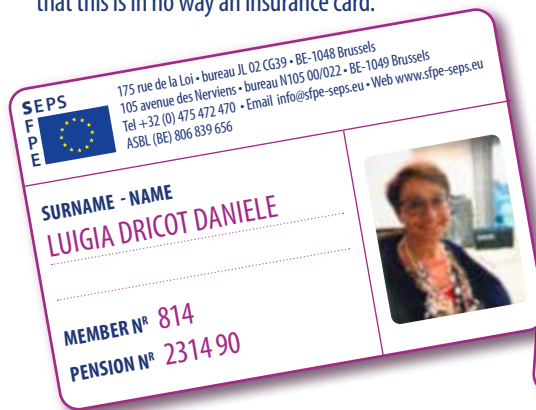 that this is in no way an insurance card.
SEPS
F
P
E
175 rue de la Loi • bureau JL 02 CG39 • BE-1048 Brussels
105 avenue des Nerviens • bureau N105 00/022 • BE-1049 Brussels
Tel +32 (0) 475 472 470 • Email info@sfpe-seps.eu • Web www.sfpe-seps.eu
ASBL (BE) 806 839 656
SURNAME - NAME
LUIGIA DRICOT DANIELE
MEMBER Nᴿ 814
PENSION Nᴿ 2314 90